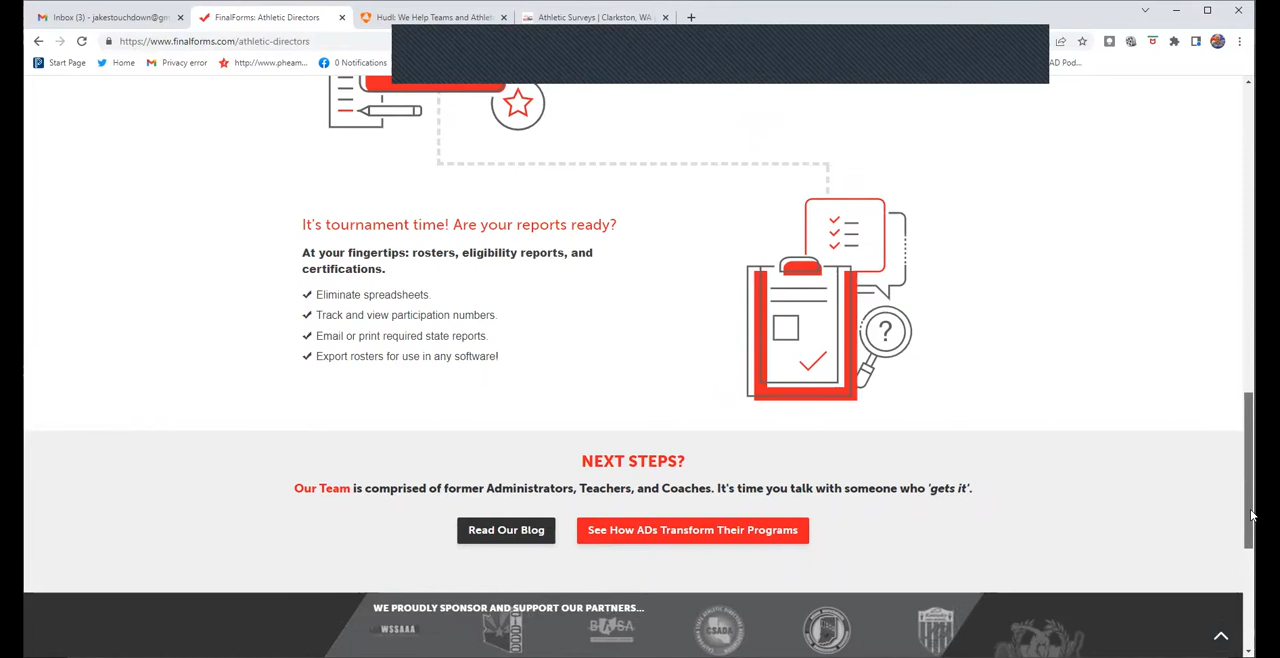 Inbox (3) - jakestouchdown@gm
FinalForms: Athletic Directors
Hudl: We Help Teams and Athlet
Athletic Surveys | Clarkston, WA
https://www.finalforms.com/athletic-directors
Start Page
Home
Privacy error
http://www.pheam...
0 Notifications
AD Pod...
It's tournament time! Are your reports ready?
At your fingertips: rosters, eligibility reports, and
certifications.
Eliminate spreadsheets.
Track and view participation numbers.
Email or print required state reports.
Export rosters for use in any software!
?
NEXT STEPS?
Our Team is comprised of former Administrators, Teachers, and Coaches. It's time you talk with someone who 'gets it'.
Read Our Blog
See How ADs Transform Their Programs
WE PROUDLY SPONSOR AND SUPPORT OUR PARTNERS...
WSSAAA
CSADA